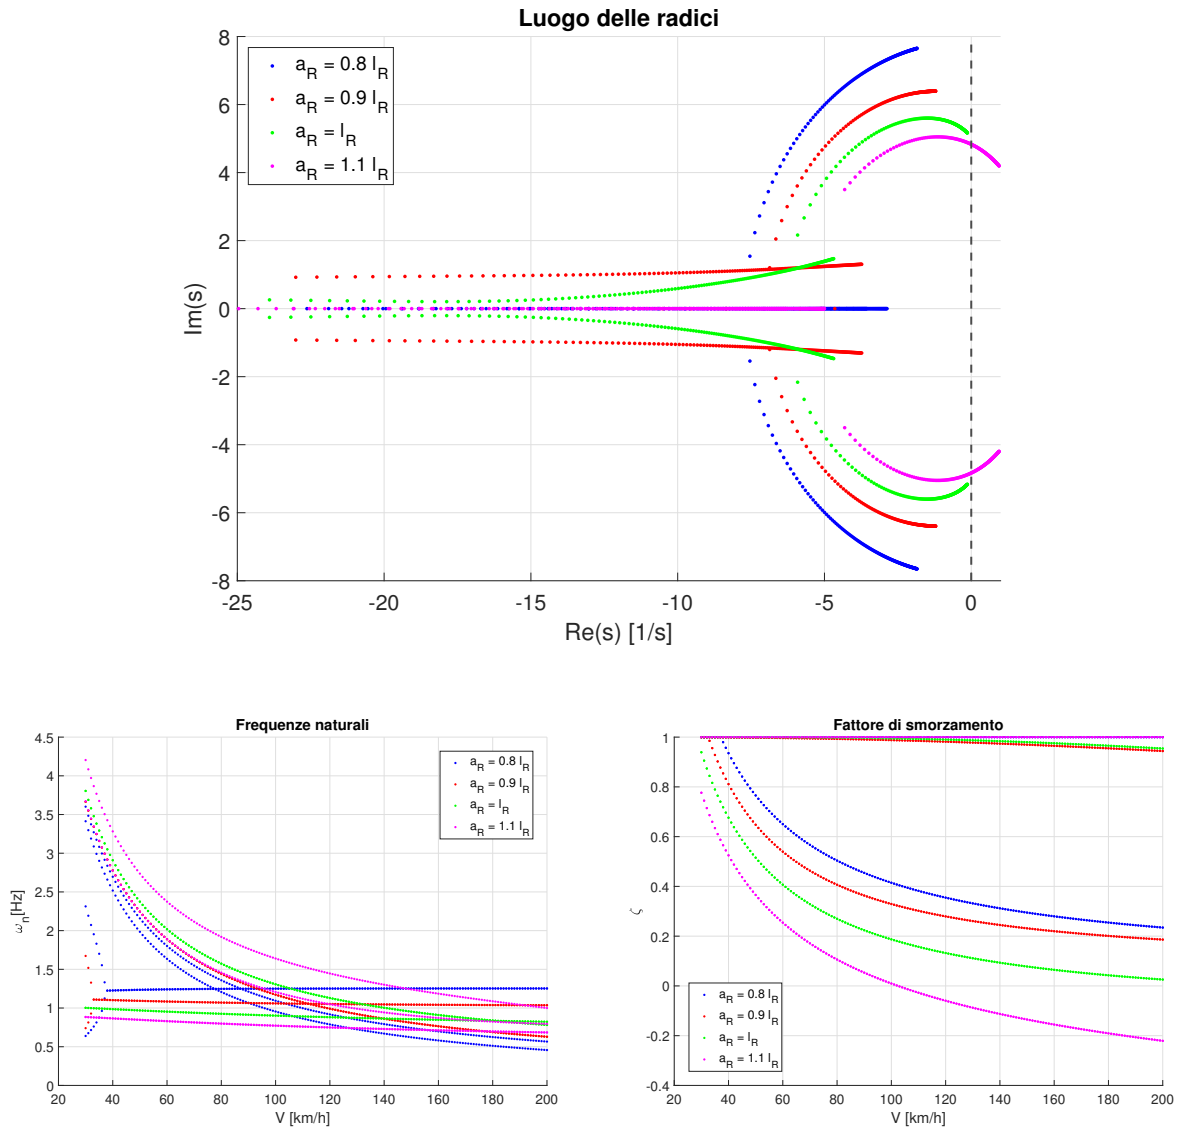 Luogo delle radici
8
6
4
2
0
-2
-4
-6
-8
Im(s)
a_R = 0.8 l_R
a_R = 0.9 l_R
a_R = l_R
a_R = 1.1 l_R
-25 -20 -15 -10 -5 0
Re(s) [1/s]
Frequenze naturali
4.5
4
3.5
3
2.5
2
1.5
1
0.5
0
ω_n[Hz]
a_R = 0.8 l_R
a_R = 0.9 l_R
a_R = l_R
a_R = 1.1 l_R
20 40 60 80 100 120 140 160 180 200
V [km/h]
Fattore di smorzamento
1
0.8
0.6
0.4
0.2
0
-0.2
-0.4
ζ
a_R = 0.8 l_R
a_R = 0.9 l_R
a_R = l_R
a_R = 1.1 l_R
20 40 60 80 100 120 140 160 180 200
V [km/h]